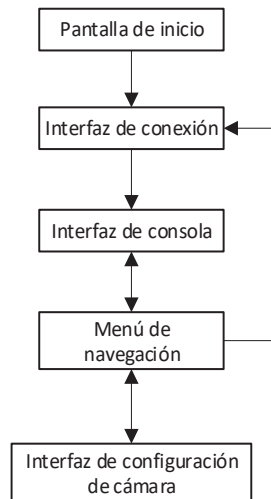 Pantalla de inicio
Interfaz de conexión
Interfaz de consola
Menú de
navegación
Interfaz de configuración
de cámara